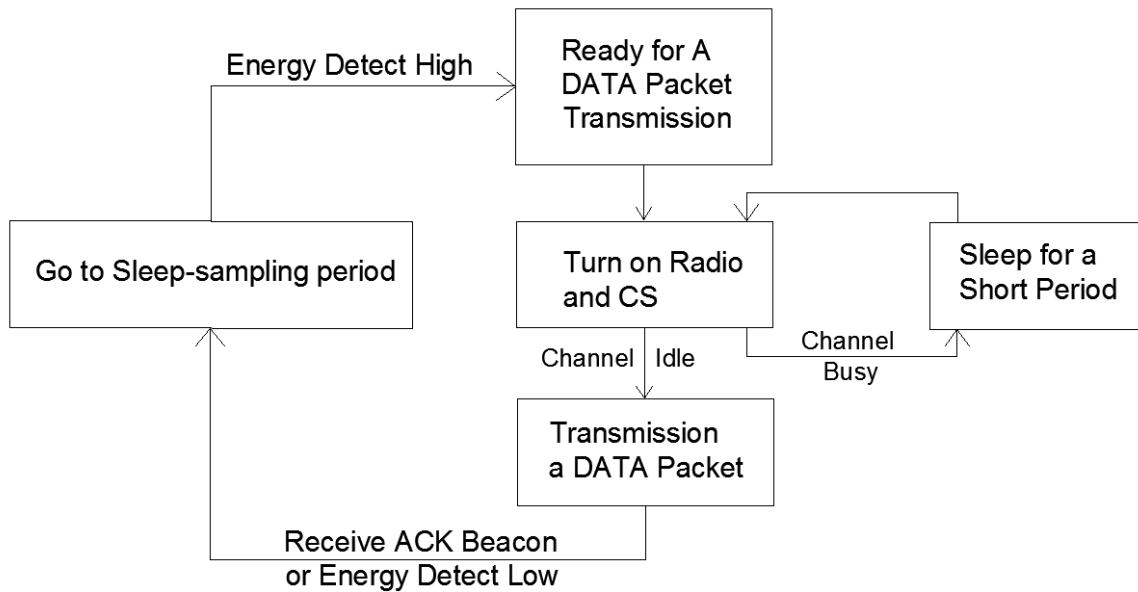 Energy Detect High
Ready for A
DATA Packet
Transmission
Go to Sleep-sampling period
Turn on Radio
and CS
Sleep for a
Short Period
Channel Idle
Channel
Busy
Transmission
a DATA Packet
Receive ACK Beacon
or Energy Detect Low